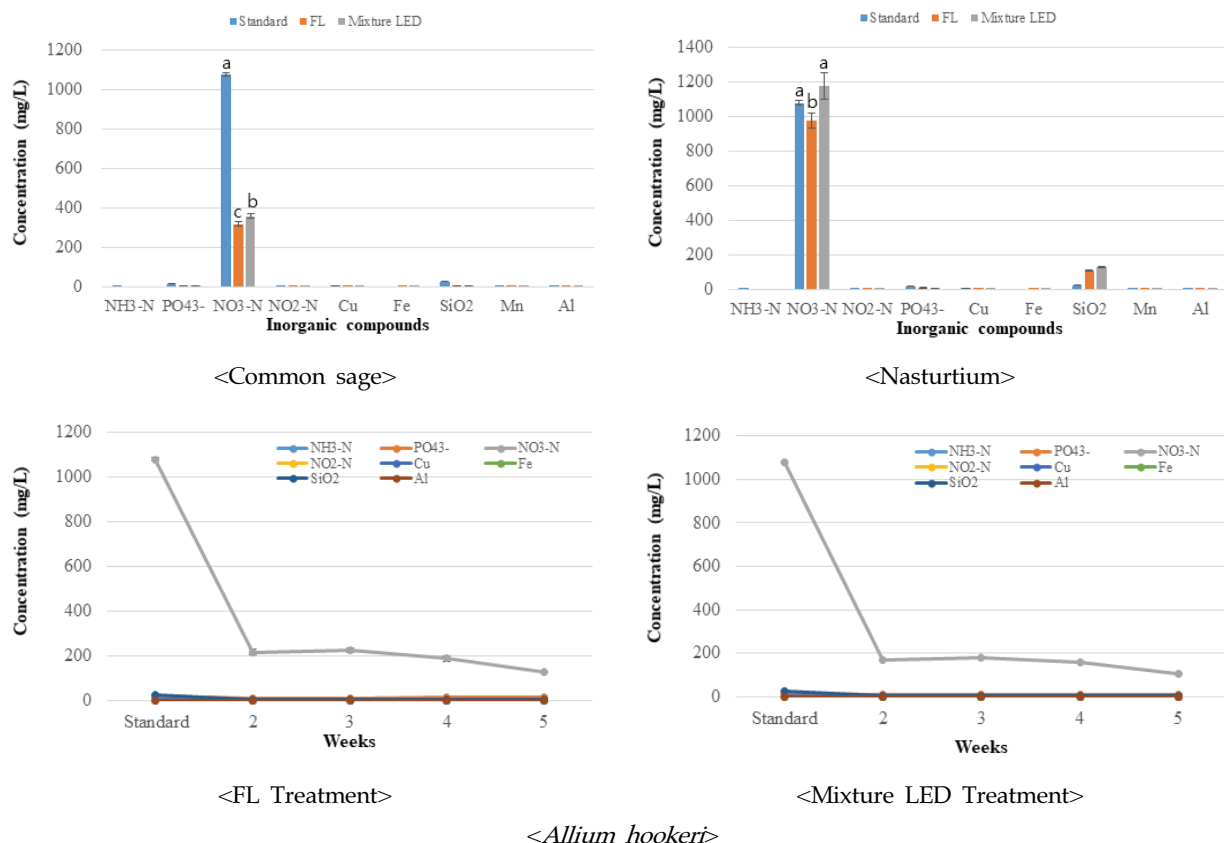 Standard FL Mixture LED
1200
1000
800
600
400
200
0
Concentration (mg/L)
a
c
b
NH3-N PO43- NO3-N NO2-N Cu Fe SiO2 Mn Al
Inorganic compounds
<Common sage>
Standard FL Mixture LED
1400
1200
1000
800
600
400
200
0
Concentration (mg/L)
a
b
a
NH3-N NO3-N NO2-N PO43- Cu Fe SiO2 Mn Al
Inorganic compounds
<Nasturtium>
1200
1000
800
600
400
200
0
Concentration (mg/L)
NH3-N PO43- NO3-N
NO2-N Cu Fe
SiO2 Al
Standard 2 3 4 5
Weeks
<FL Treatment>
1200
1000
800
600
400
200
0
Concentration (mg/L)
NH3-N PO43- NO3-N
NO2-N Cu Fe
SiO2 Al
Standard 2 3 4 5
Weeks
<Mixture LED Treatment>
<Allium hookeri>